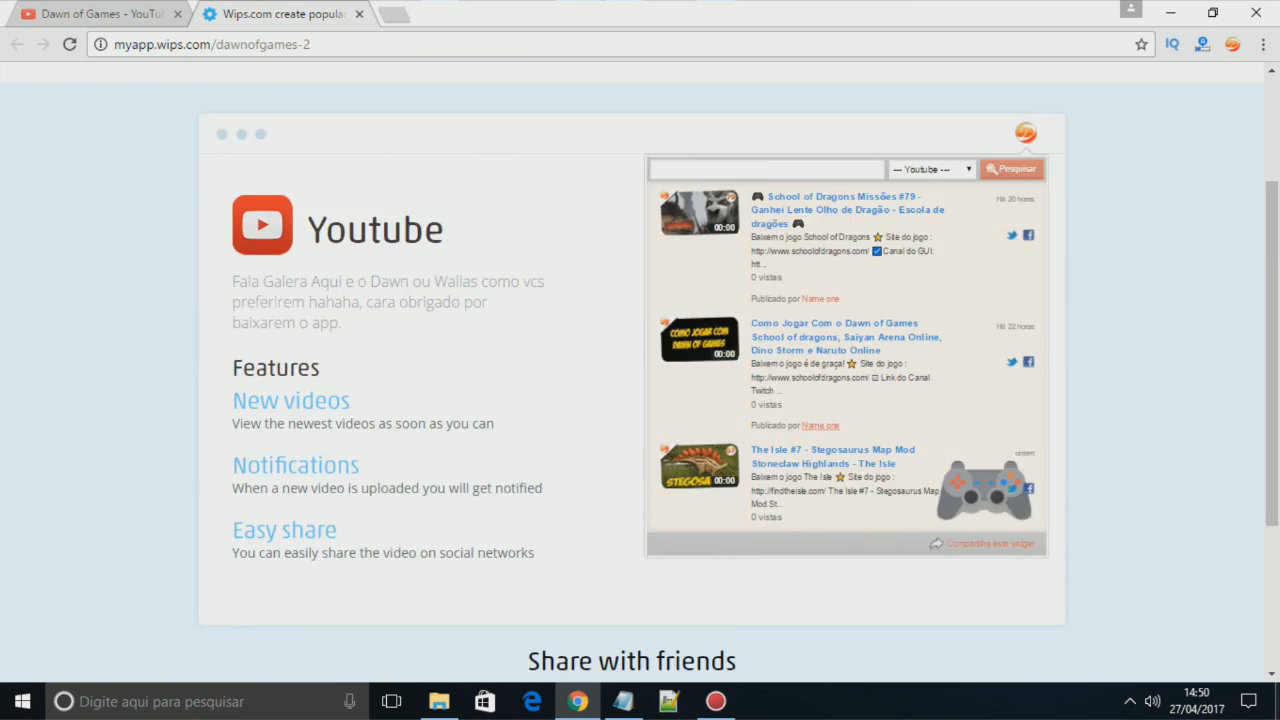 Dawn of Games - YouTu
Wips.com create popula
myapp.wips.com/dawnofgames-2
IQ
Youtube
Fala Galera Aqui e o Dawn ou Wallas como vcs
preferirem hahaha, cara obrigado por
baixarem o app.
Features
New videos
View the newest videos as soon as you can
Notifications
When a new video is uploaded you will get notified
Easy share
You can easily share the video on social networks
--- Youtube ---
Pesquisar
00:00
🎮 School of Dragons Missões #79 -
Ganhei Lente Olho de Dragão - Escola de
dragões 🎮
Há 20 horas
Baixem o jogo School of Dragons ⭐ Site do jogo :
http://www.schoolofdragons.com/ ☑ Canal do GUI:
htt...
0 vistas
Publicado por Name one
COMO JOGAR COM
DAWN OF GAMES
00:00
Como Jogar Com o Dawn of Games
School of dragons, Saiyan Arena Online,
Dino Storm e Naruto Online
Há 22 horas
Baixem o jogo é de graça! ⭐ Site do jogo :
http://www.schoolofdragons.com/ ⊡ Link do Canal
Twitch ...
0 vistas
Publicado por Name one
STEGOSA
00:00
The Isle #7 - Stegosaurus Map Mod
Stoneclaw Highlands - The Isle
ontem
Baixem o jogo The Isle ⭐ Site do jogo :
http://findtheisle.com/ The Isle #7 - Stegosaurus Map
Mod St...
0 vistas
Compartilhe este widget
Share with friends
Digite aqui para pesquisar
14:50
27/04/2017